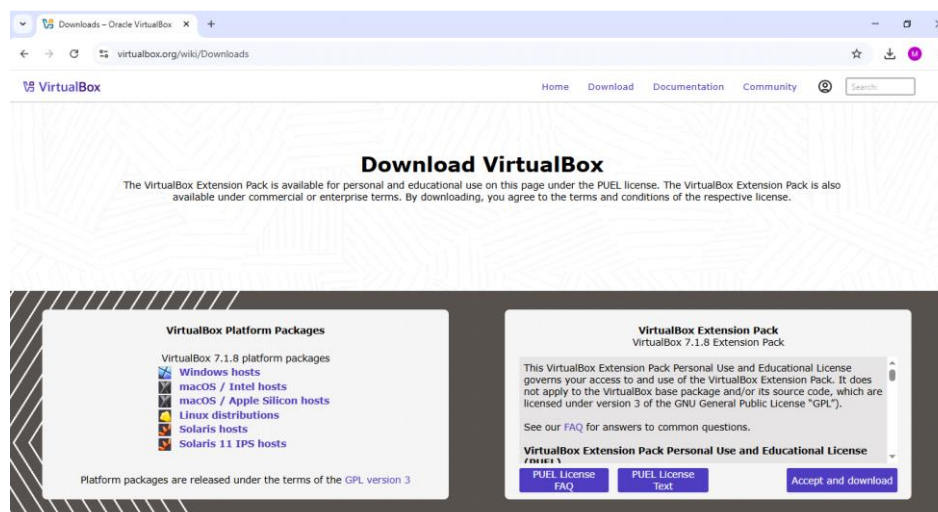 Downloads – Oracle VirtualBox
virtualbox.org/wiki/Downloads
M
VirtualBox
Home Download Documentation Community Search:
Download VirtualBox
The VirtualBox Extension Pack is available for personal and educational use on this page under the PUEL license. The VirtualBox Extension Pack is also
available under commercial or enterprise terms. By downloading, you agree to the terms and conditions of the respective license.
VirtualBox Platform Packages
VirtualBox 7.1.8 platform packages
Windows hosts
macOS / Intel hosts
macOS / Apple Silicon hosts
Linux distributions
Solaris hosts
Solaris 11 IPS hosts
Platform packages are released under the terms of the GPL version 3
VirtualBox Extension Pack
VirtualBox 7.1.8 Extension Pack
This VirtualBox Extension Pack Personal Use and Educational License
governs your access to and use of the VirtualBox Extension Pack. It does
not apply to the VirtualBox base package and/or its source code, which are
licensed under version 3 of the GNU General Public License "GPL").
See our FAQ for answers to common questions.
VirtualBox Extension Pack Personal Use and Educational License
(PUEL)
PUEL License
FAQ
PUEL License
Text
Accept and download